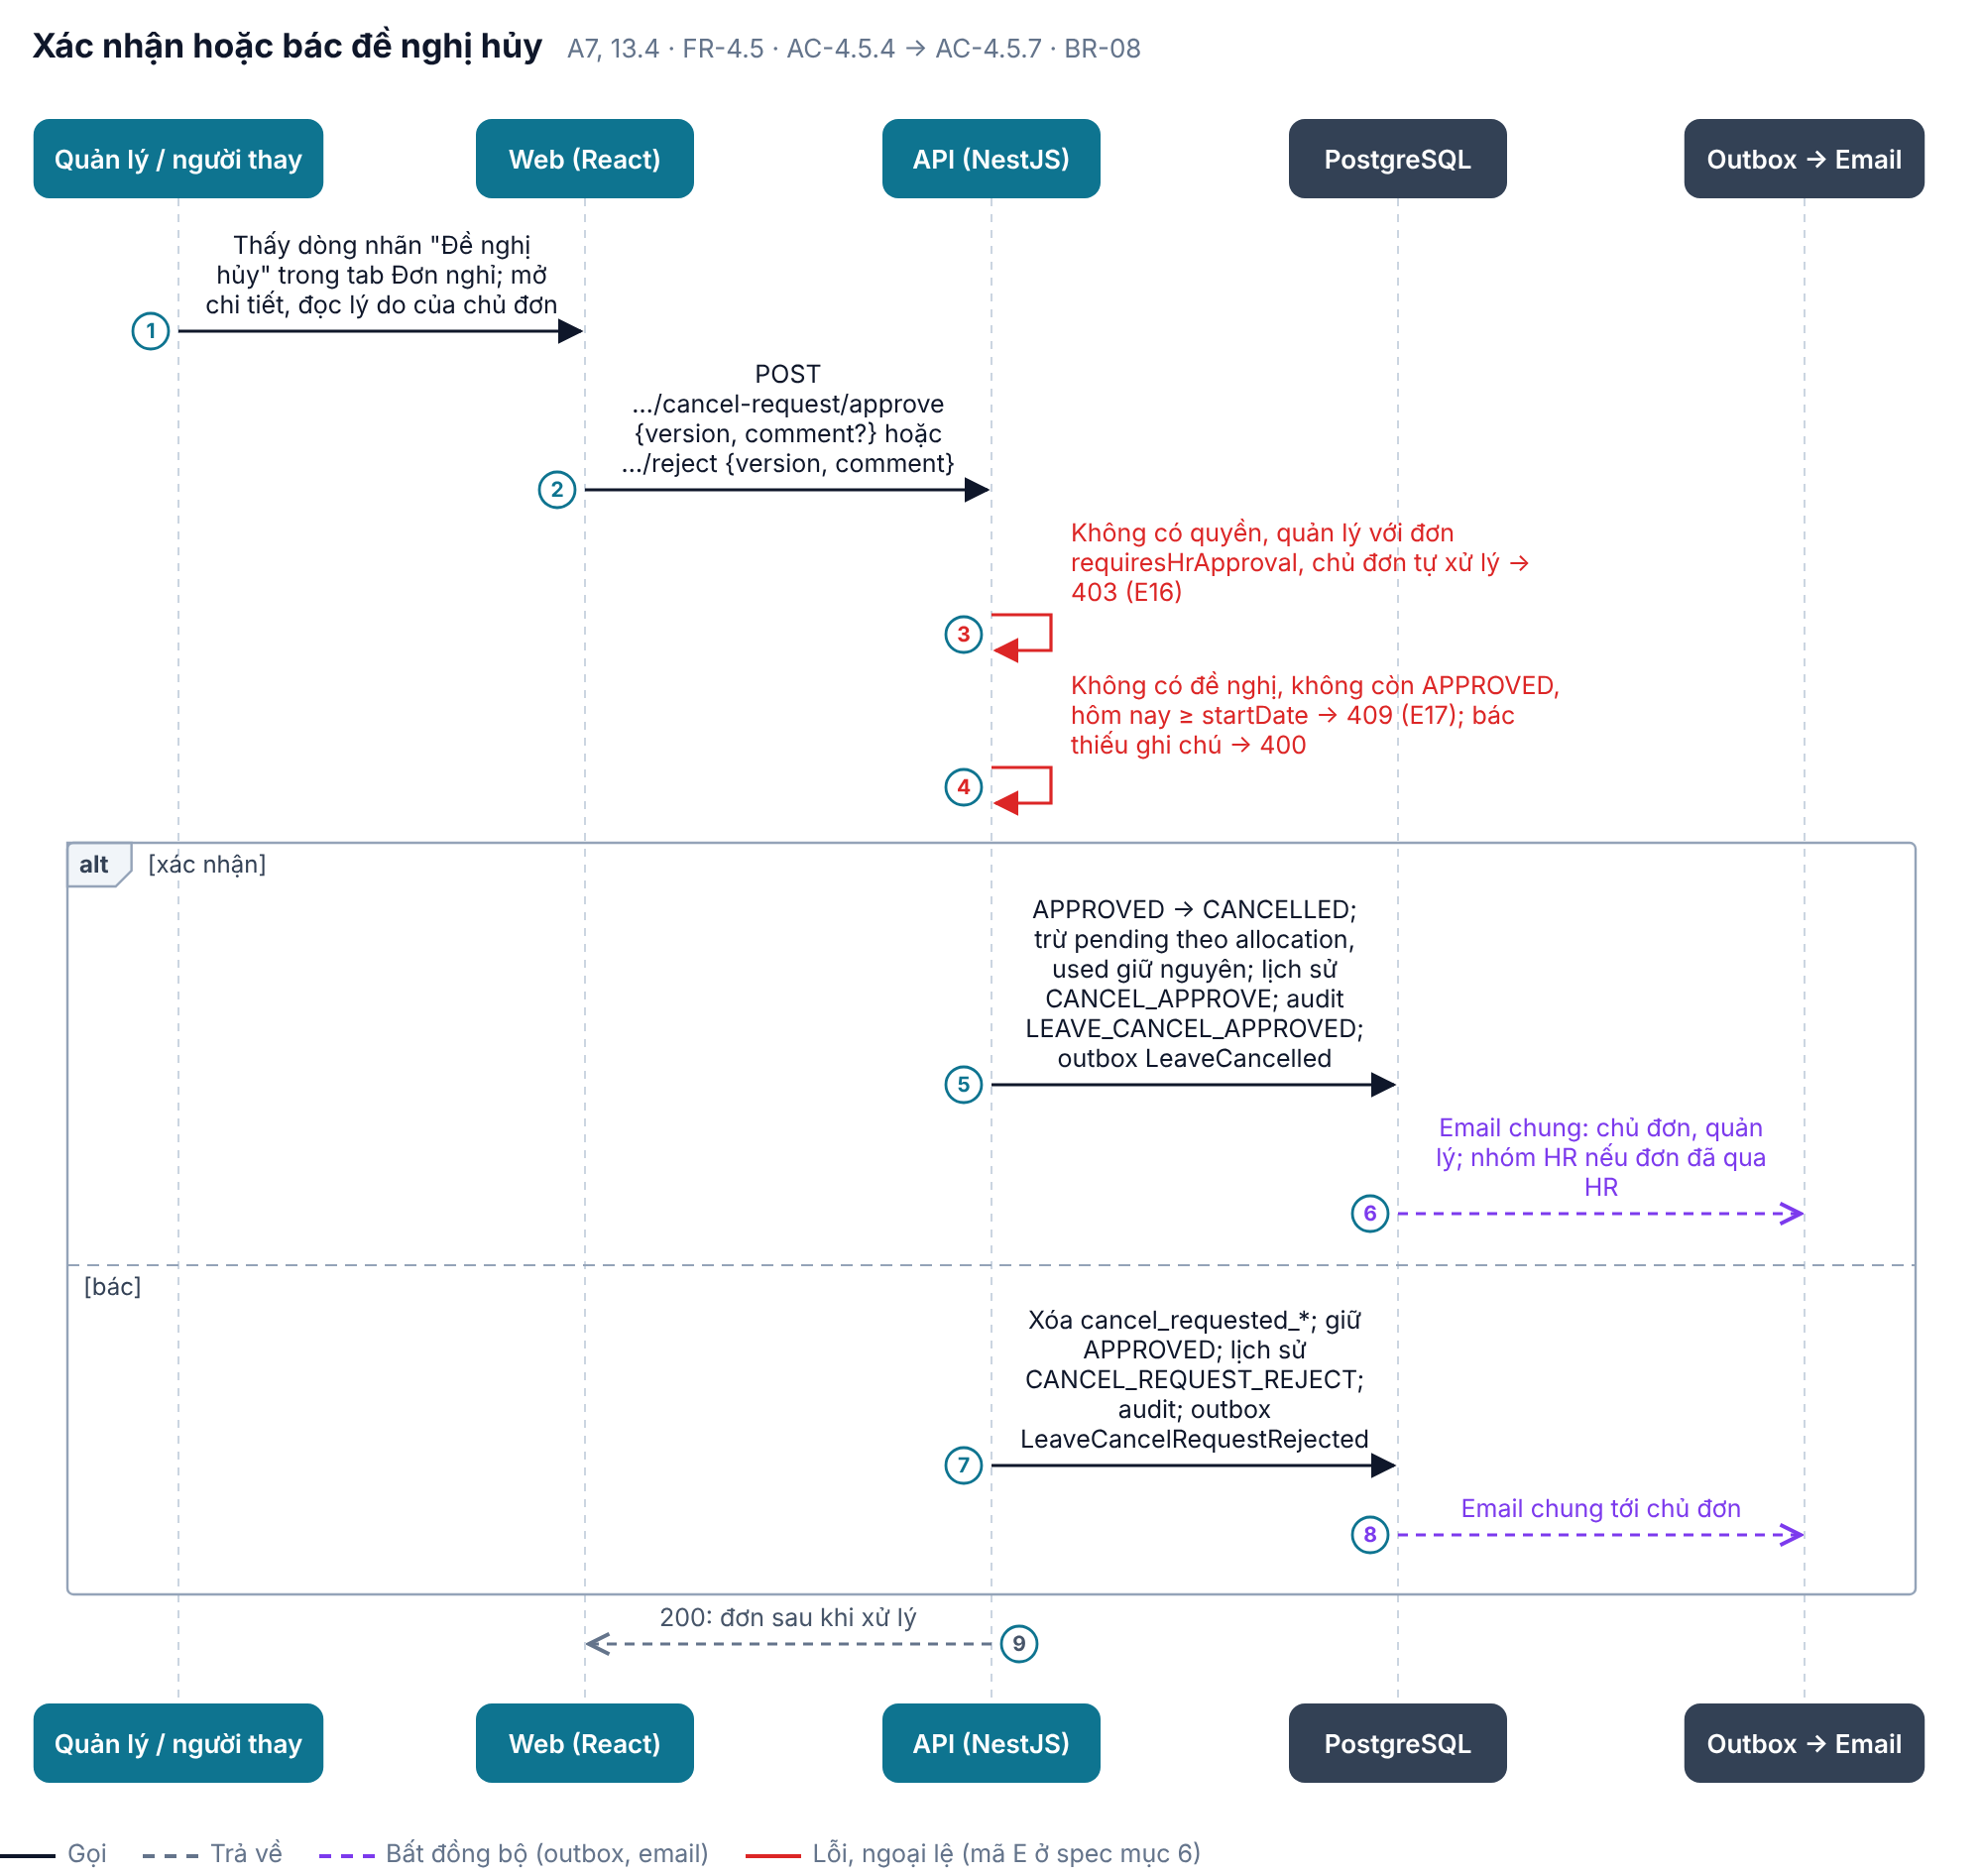 Xác nhận hoặc bác đề nghị hủy A7, 13.4 · FR-4.5 · AC-4.5.4 → AC-4.5.7 · BR-08
Quản lý / người thay
Web (React)
API (NestJS)
PostgreSQL
Outbox → Email
Thấy dòng nhãn "Đề nghị
hủy" trong tab Đơn nghỉ; mở
chi tiết, đọc lý do của chủ đơn
1
POST
…/cancel-request/approve
{version, comment?} hoặc
…/reject {version, comment}
2
Không có quyền, quản lý với đơn
requiresHrApproval, chủ đơn tự xử lý →
403 (E16)
3
Không có đề nghị, không còn APPROVED,
hôm nay ≥ startDate → 409 (E17); bác
thiếu ghi chú → 400
4
alt [xác nhận]
APPROVED → CANCELLED;
trừ pending theo allocation,
used giữ nguyên; lịch sử
CANCEL_APPROVE; audit
LEAVE_CANCEL_APPROVED;
outbox LeaveCancelled
5
Email chung: chủ đơn, quản
lý; nhóm HR nếu đơn đã qua
HR
6
[bác]
Xóa cancel_requested_*; giữ
APPROVED; lịch sử
CANCEL_REQUEST_REJECT;
audit; outbox
LeaveCancelRequestRejected
7
Email chung tới chủ đơn
8
200: đơn sau khi xử lý
9
Quản lý / người thay
Web (React)
API (NestJS)
PostgreSQL
Outbox → Email
Gọi
Trả về
Bất đồng bộ (outbox, email)
Lỗi, ngoại lệ (mã E ở spec mục 6)